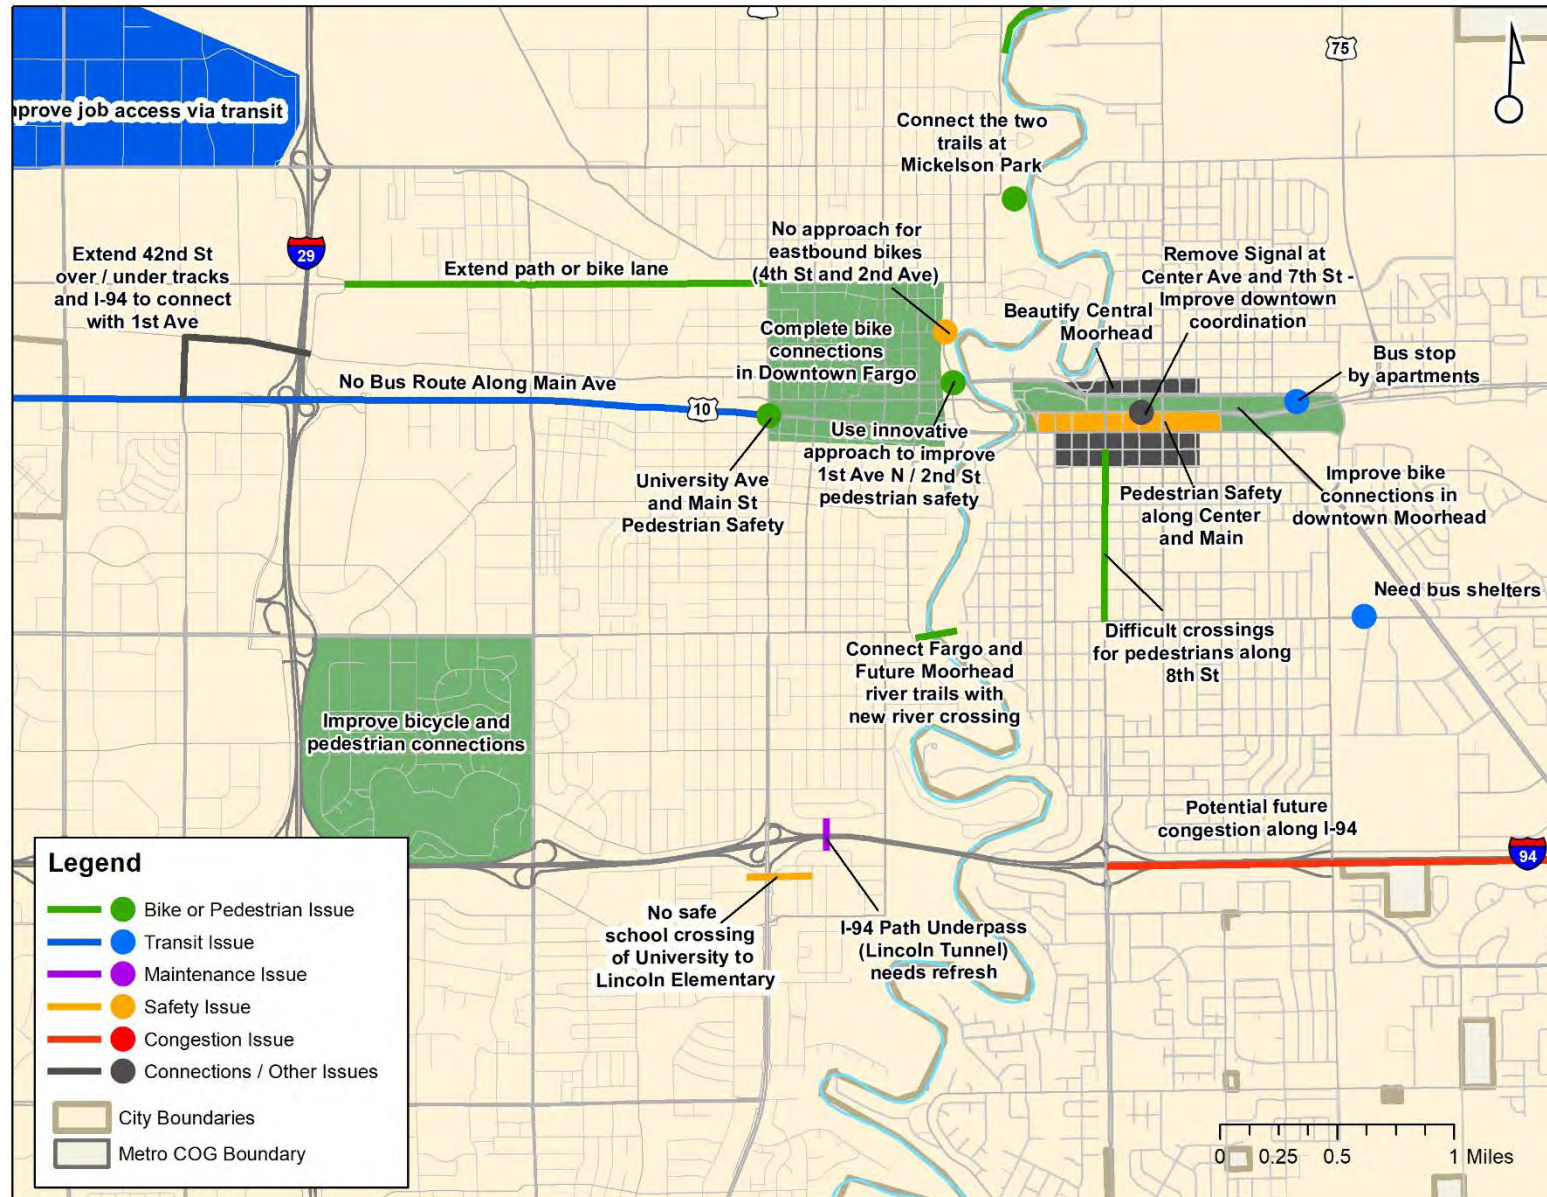 75
mprove job access via transit
Connect the two
trails at
Mickelson Park
Extend 42nd St
over / under tracks
and I-94 to connect
with 1st Ave
29
Extend path or bike lane
No approach for
eastbound bikes
(4th St and 2nd Ave)
Remove Signal at
Center Ave and 7th St -
Improve downtown
coordination
Beautify Central
Moorhead
Complete bike
connections
in Downtown Fargo
Bus stop
by apartments
No Bus Route Along Main Ave
10
Use innovative
approach to improve
1st Ave N / 2nd St
pedestrian safety
University Ave
and Main St
Pedestrian Safety
Pedestrian Safety
along Center
and Main
Improve bike
connections in
downtown Moorhead
Need bus shelters
Difficult crossings
for pedestrians along
8th St
Connect Fargo and
Future Moorhead
river trails with
new river crossing
Improve bicycle and
pedestrian connections
Potential future
congestion along I-94
94
No safe
school crossing
of University to
Lincoln Elementary
I-94 Path Underpass
(Lincoln Tunnel)
needs refresh
Legend
Bike or Pedestrian Issue
Transit Issue
Maintenance Issue
Safety Issue
Congestion Issue
Connections / Other Issues
City Boundaries
Metro COG Boundary
0 0.25 0.5 1 Miles